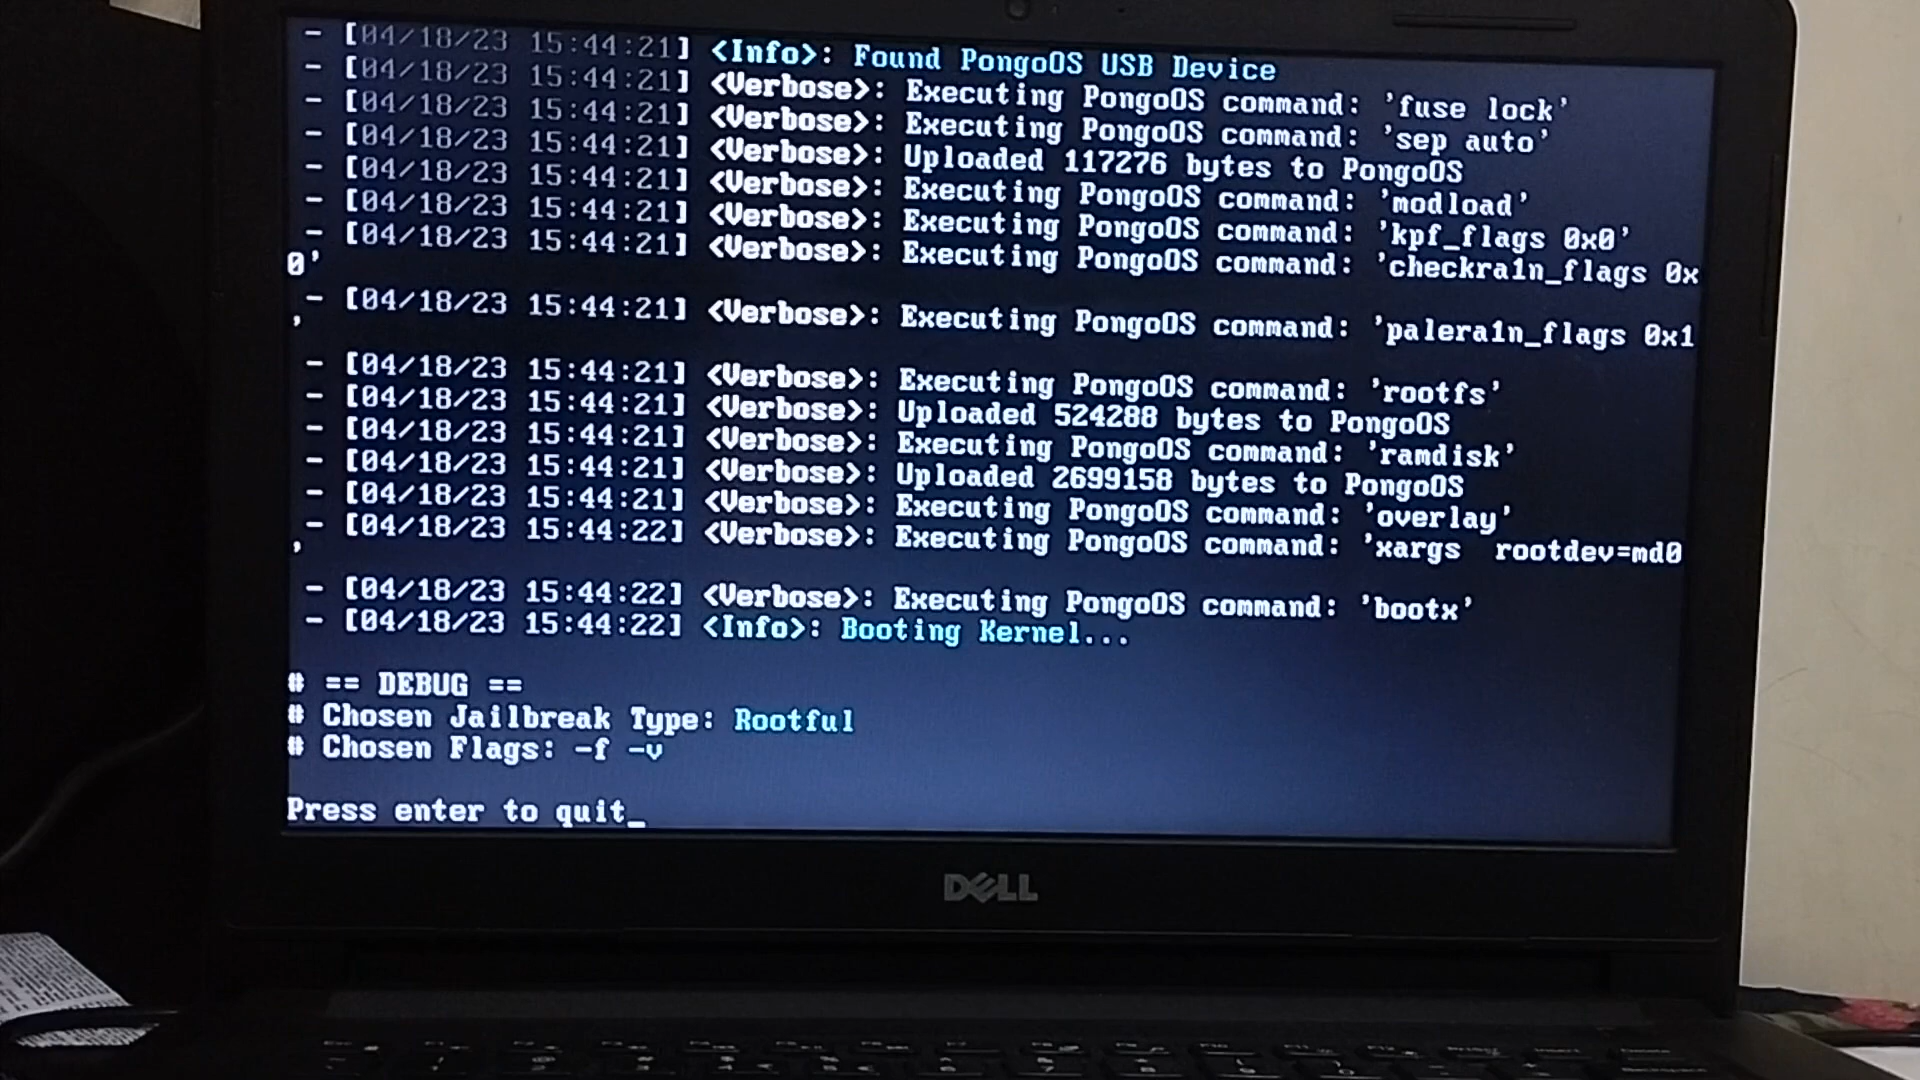 - [04/18/23 15:44:21] <Info>: Found PongoOS USB Device
- [04/18/23 15:44:21] <Verbose>: Executing PongoOS command: 'fuse lock'
- [04/18/23 15:44:21] <Verbose>: Executing PongoOS command: 'sep auto'
- [04/18/23 15:44:21] <Verbose>: Uploaded 117276 bytes to PongoOS
- [04/18/23 15:44:21] <Verbose>: Executing PongoOS command: 'modload'
- [04/18/23 15:44:21] <Verbose>: Executing PongoOS command: 'kpf_flags 0x0'
- [04/18/23 15:44:21] <Verbose>: Executing PongoOS command: 'checkra1n_flags 0x
0'
- [04/18/23 15:44:21] <Verbose>: Executing PongoOS command: 'palera1n_flags 0x1
'
- [04/18/23 15:44:21] <Verbose>: Executing PongoOS command: 'rootfs'
- [04/18/23 15:44:21] <Verbose>: Uploaded 524288 bytes to PongoOS
- [04/18/23 15:44:21] <Verbose>: Executing PongoOS command: 'ramdisk'
- [04/18/23 15:44:21] <Verbose>: Uploaded 2699158 bytes to PongoOS
- [04/18/23 15:44:21] <Verbose>: Executing PongoOS command: 'overlay'
- [04/18/23 15:44:22] <Verbose>: Executing PongoOS command: 'xargs  rootdev=md0
'
- [04/18/23 15:44:22] <Verbose>: Executing PongoOS command: 'bootx'
- [04/18/23 15:44:22] <Info>: Booting Kernel...
# == DEBUG ==
# Chosen Jailbreak Type: Rootful
# Chosen Flags: -f -v
Press enter to quit_
DELL